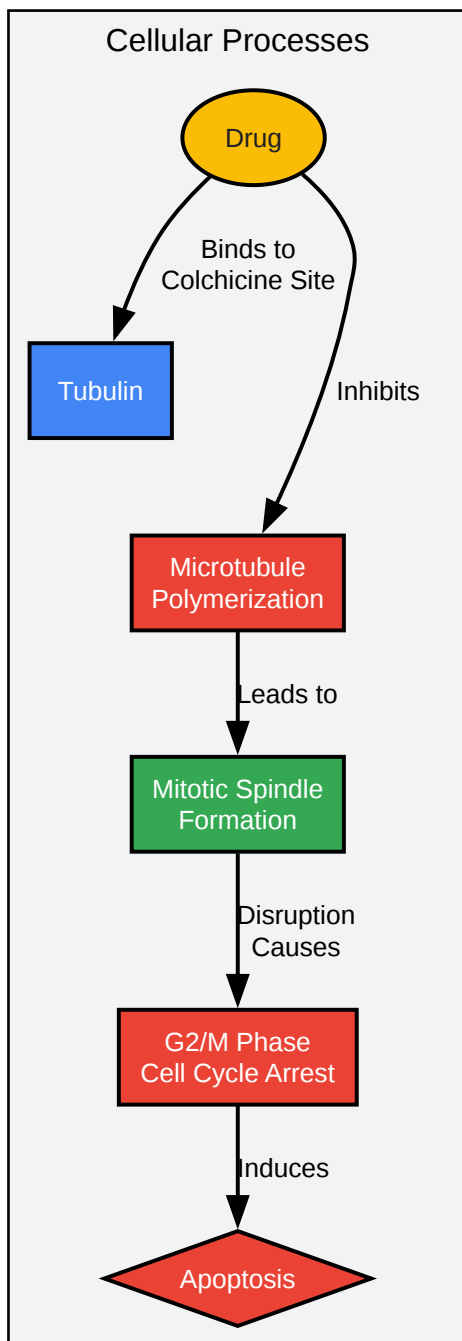 Cellular Processes
Drug
Binds to
Colchicine Site
Tubulin
Inhibits
Microtubule
Polymerization
Leads to
Mitotic Spindle
Formation
Disruption
Causes
G2/M Phase
Cell Cycle Arrest
Induces
Apoptosis